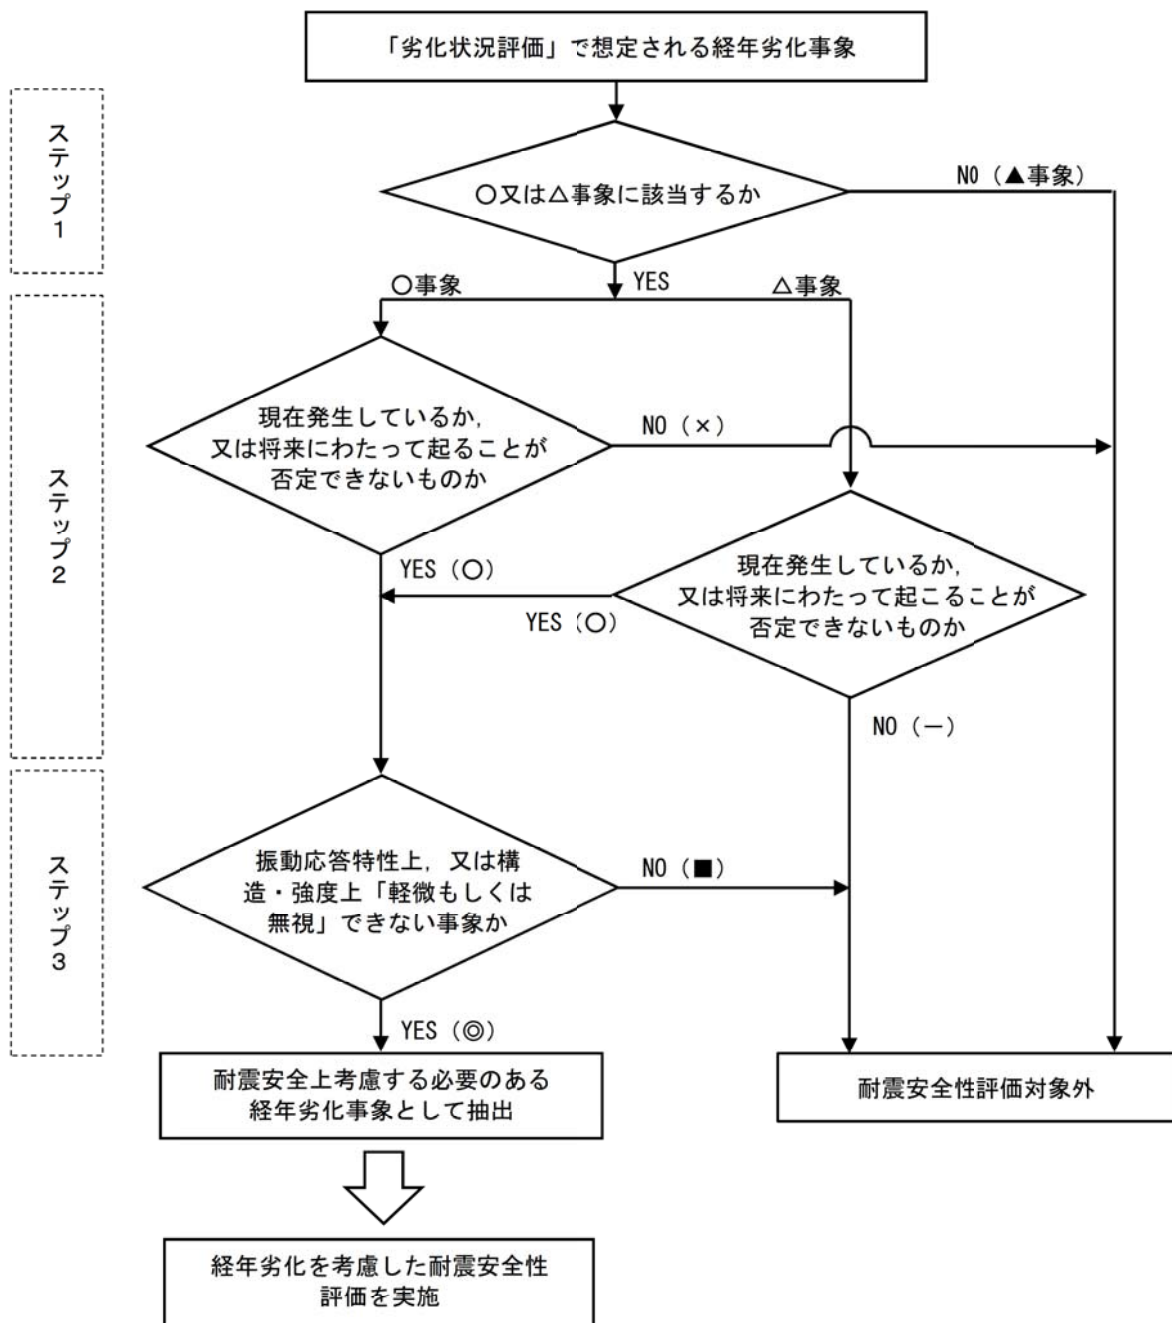 「劣化状況評価」で想定される経年劣化事象
ステップ1
○又は△事象に該当するか
NO（▲事象）
YES
○事象
△事象
ステップ2
現在発生しているか，
又は将来にわたって起ることが
否定できないものか
NO（×）
YES（○）
現在発生しているか，
又は将来にわたって起こることが
否定できないものか
YES（○）
NO（－）
ステップ3
振動応答特性上，又は構
造・強度上「軽微もしくは
無視」できない事象か
NO（■）
YES（◎）
耐震安全上考慮する必要のある
経年劣化事象として抽出
耐震安全性評価対象外
経年劣化を考慮した耐震安全性
評価を実施